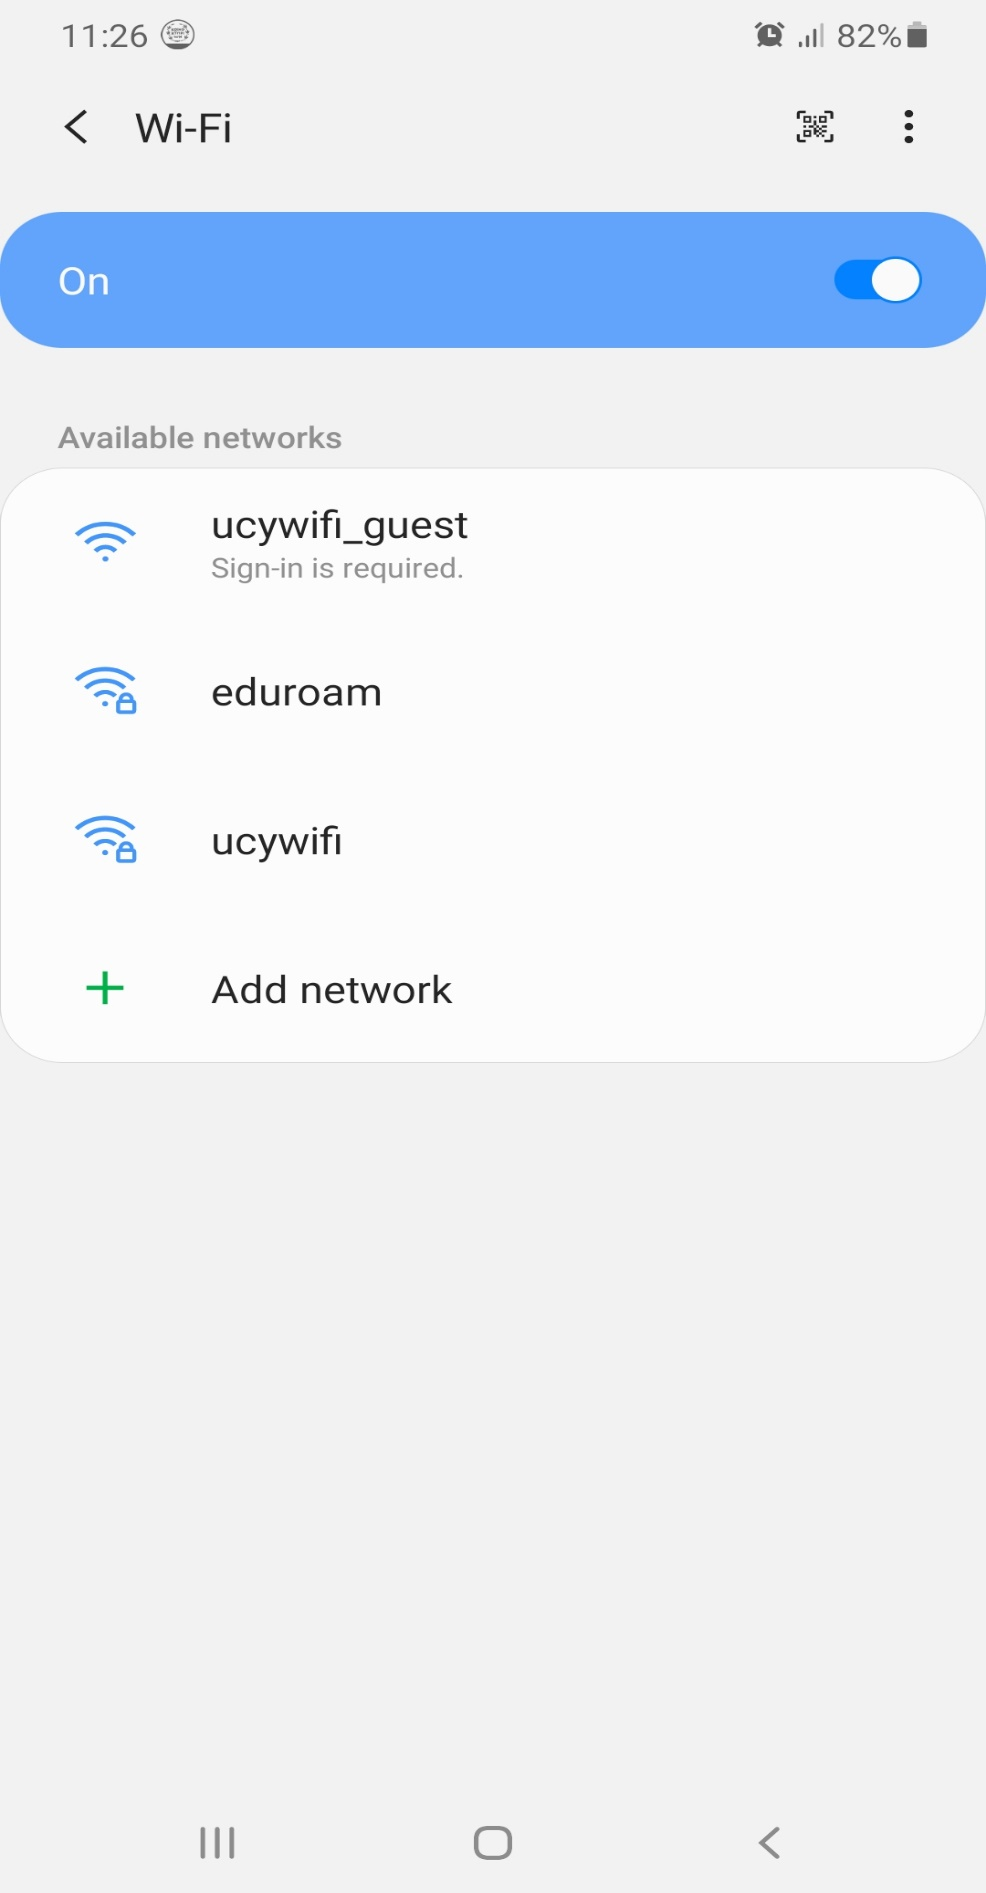 11:26
82%
Wi-Fi
On
Available networks
ucywifi_guest
Sign-in is required.
eduroam
ucywifi
Add network